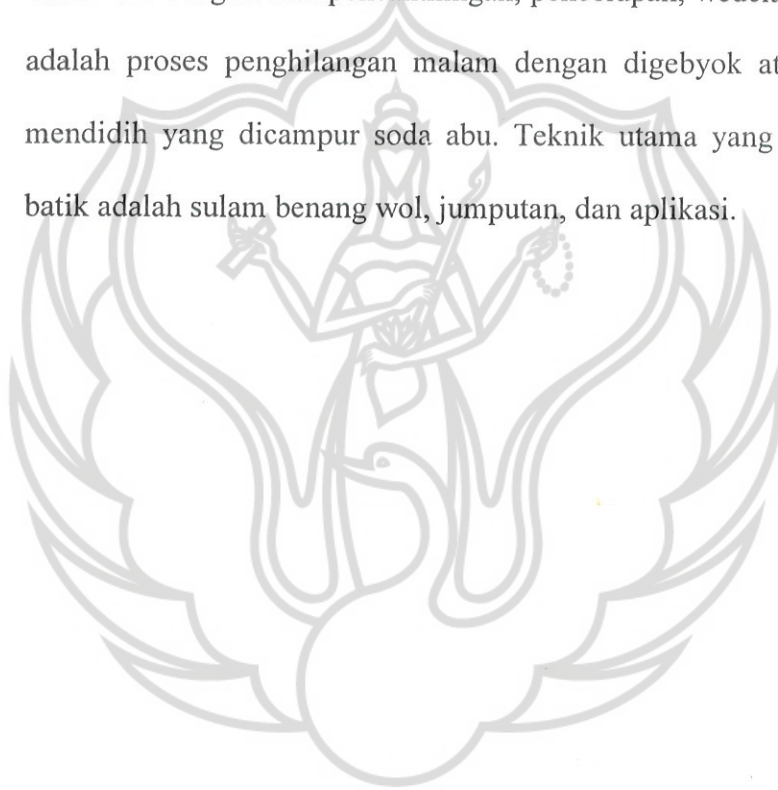 adalah proses penghilangan malam dengan digebyok
mendidih yang dicampur soda abu. Teknik utama yang
batik adalah sulam benang wol, jumputan, dan aplikasi.